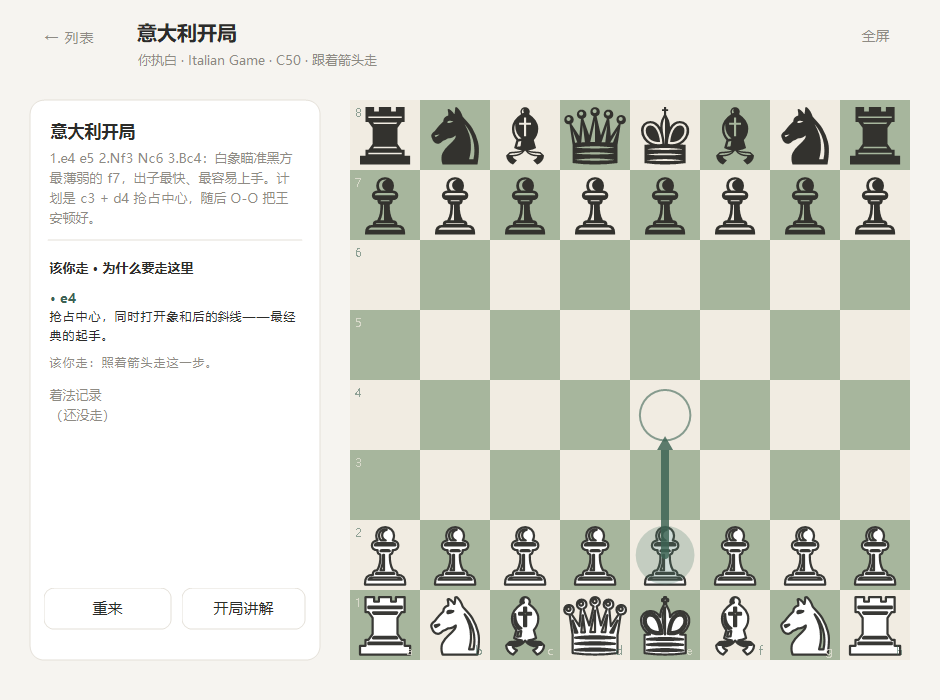 ← 列表
意大利开局
你执白 · Italian Game · C50 · 跟着箭头走
全屏
意大利开局
1.e4 e5 2.Nf3 Nc6 3.Bc4：白象瞄准黑方
最薄弱的 f7，出子最快、最容易上手。计
划是 c3 + d4 抢占中心，随后 O-O 把王
安顿好。
该你走 • 为什么要走这里
• e4
抢占中心，同时打开象和后的斜线——最经
典的起手。
该你走：照着箭头走这一步。
着法记录
（还没走）
重来
开局讲解
8
7
6
5
4
3
2
1
c d e f g